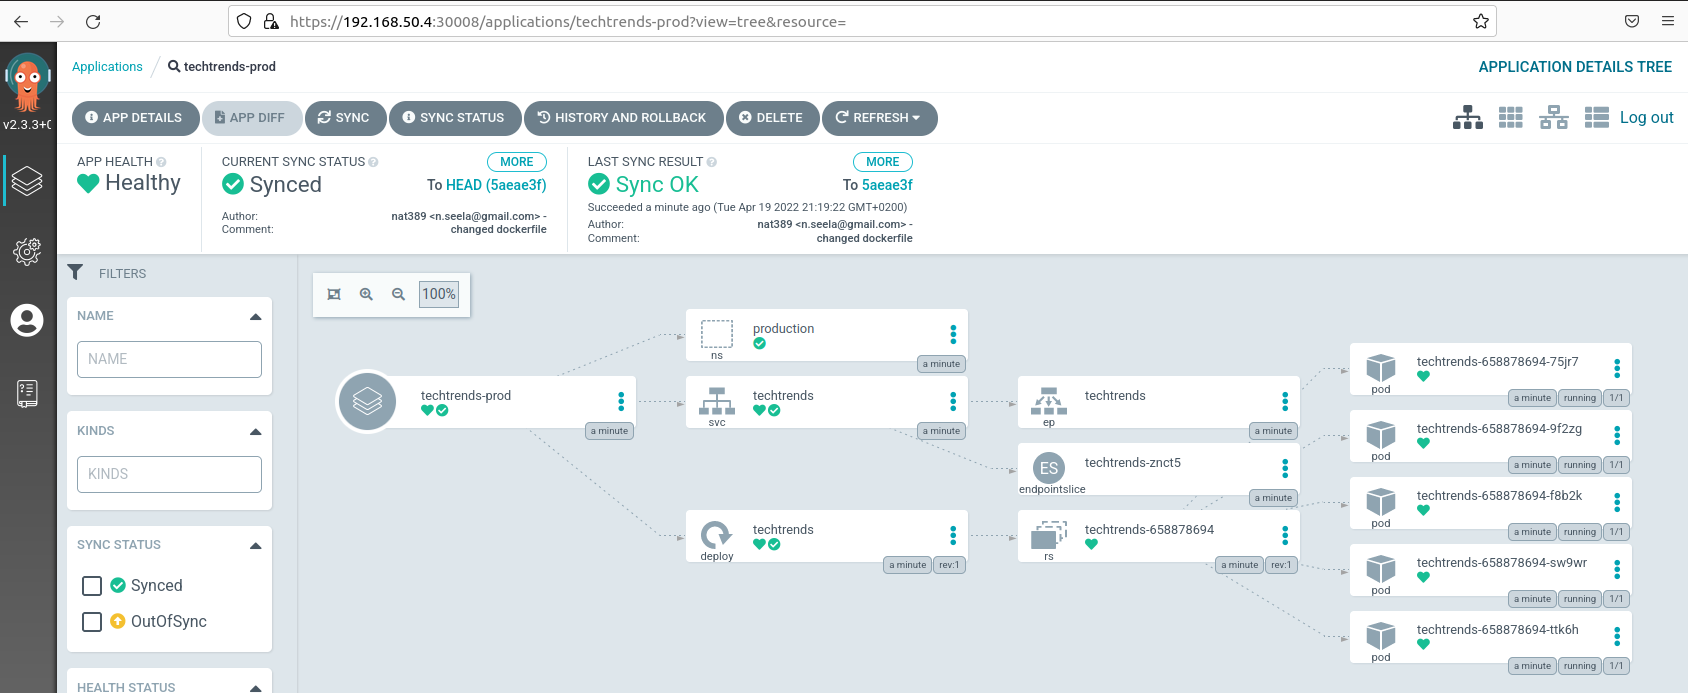 https://192.168.50.4:30008/applications/techtrends-prod?view=tree&resource=
v2.3.3+
Applications / techtrends-prod
APPLICATION DETAILS TREE
APP DETAILS
APP DIFF
SYNC
SYNC STATUS
HISTORY AND ROLLBACK
DELETE
REFRESH
Log out
APP HEALTH
Healthy
CURRENT SYNC STATUS
MORE
Synced
To HEAD (5aeae3f)
Author: nat389 <n.seela@gmail.com> -
Comment: changed dockerfile
LAST SYNC RESULT
MORE
Sync OK
To 5aeae3f
Succeeded a minute ago (Tue Apr 19 2022 21:19:22 GMT+0200)
Author: nat389 <n.seela@gmail.com> -
Comment: changed dockerfile
FILTERS
NAME
NAME
KINDS
KINDS
SYNC STATUS
Synced
OutOfSync
HEALTH STATUS
100%
techtrends-prod
a minute
production
ns
a minute
techtrends
svc
a minute
techtrends
deploy
a minute rev:1
techtrends
ep
a minute
ES
techtrends-znct5
endpointslice
a minute
techtrends-658878694
rs
a minute rev:1
techtrends-658878694-75jr7
pod
a minute running 1/1
techtrends-658878694-9f2zg
pod
a minute running 1/1
techtrends-658878694-f8b2k
pod
a minute running 1/1
techtrends-658878694-sw9wr
pod
a minute running 1/1
techtrends-658878694-ttk6h
pod
a minute running 1/1